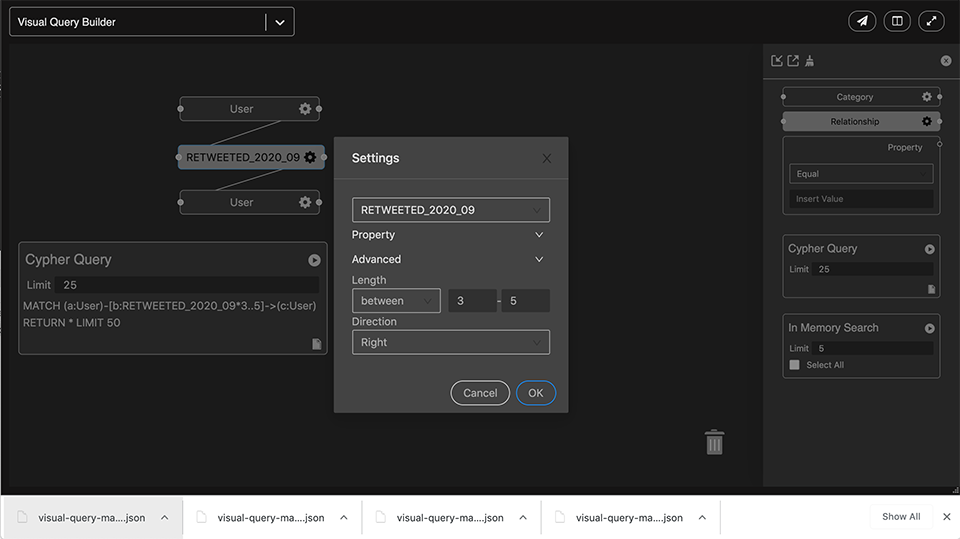 Visual Query Builder
User
RETWEETED_2020_09
User
Cypher Query
Limit 25
MATCH (a:User)-[b:RETWEETED_2020_09*3..5]->(c:User)
RETURN * LIMIT 50
Settings
RETWEETED_2020_09
Property
Advanced
Length
between 3 - 5
Direction
Right
Cancel OK
Category
Relationship
Property
Equal
Insert Value
Cypher Query
Limit 25
In Memory Search
Limit 5
Select All
visual-query-ma....json visual-query-ma....json visual-query-ma....json visual-query-ma....json Show All